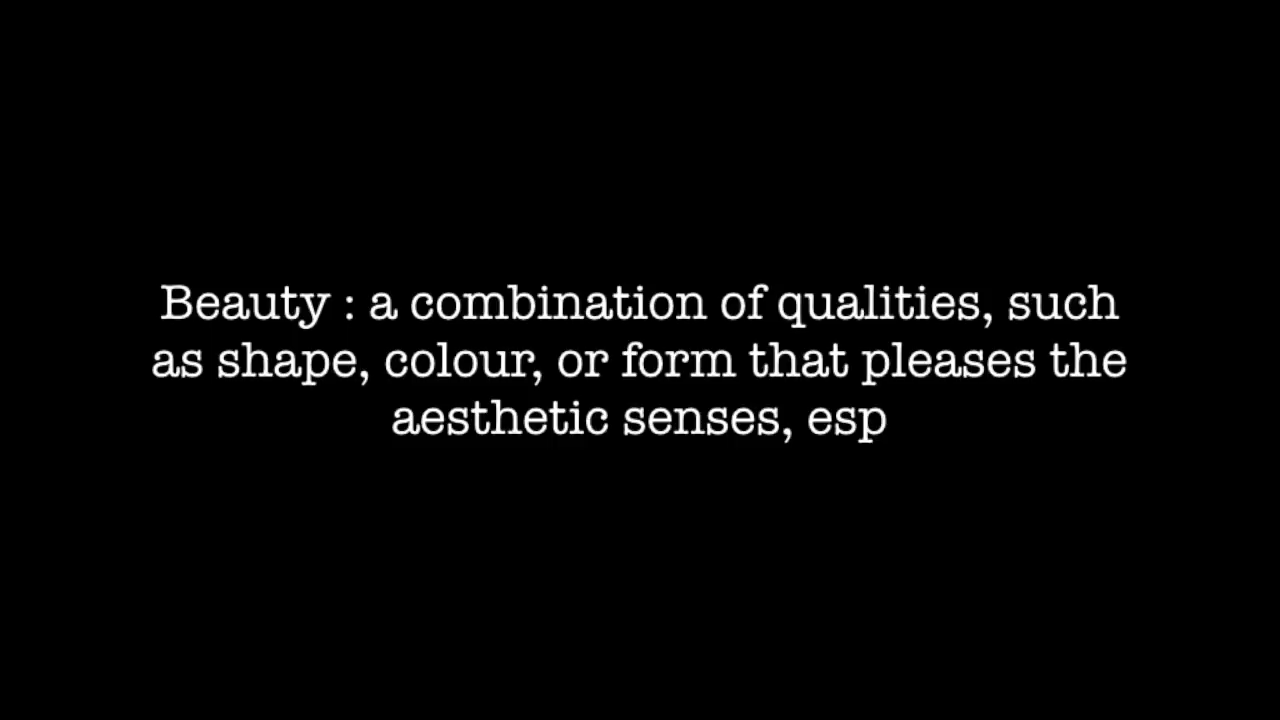 Beauty : a combination of qualities, such
as shape, colour, or form that pleases the
aesthetic senses, esp